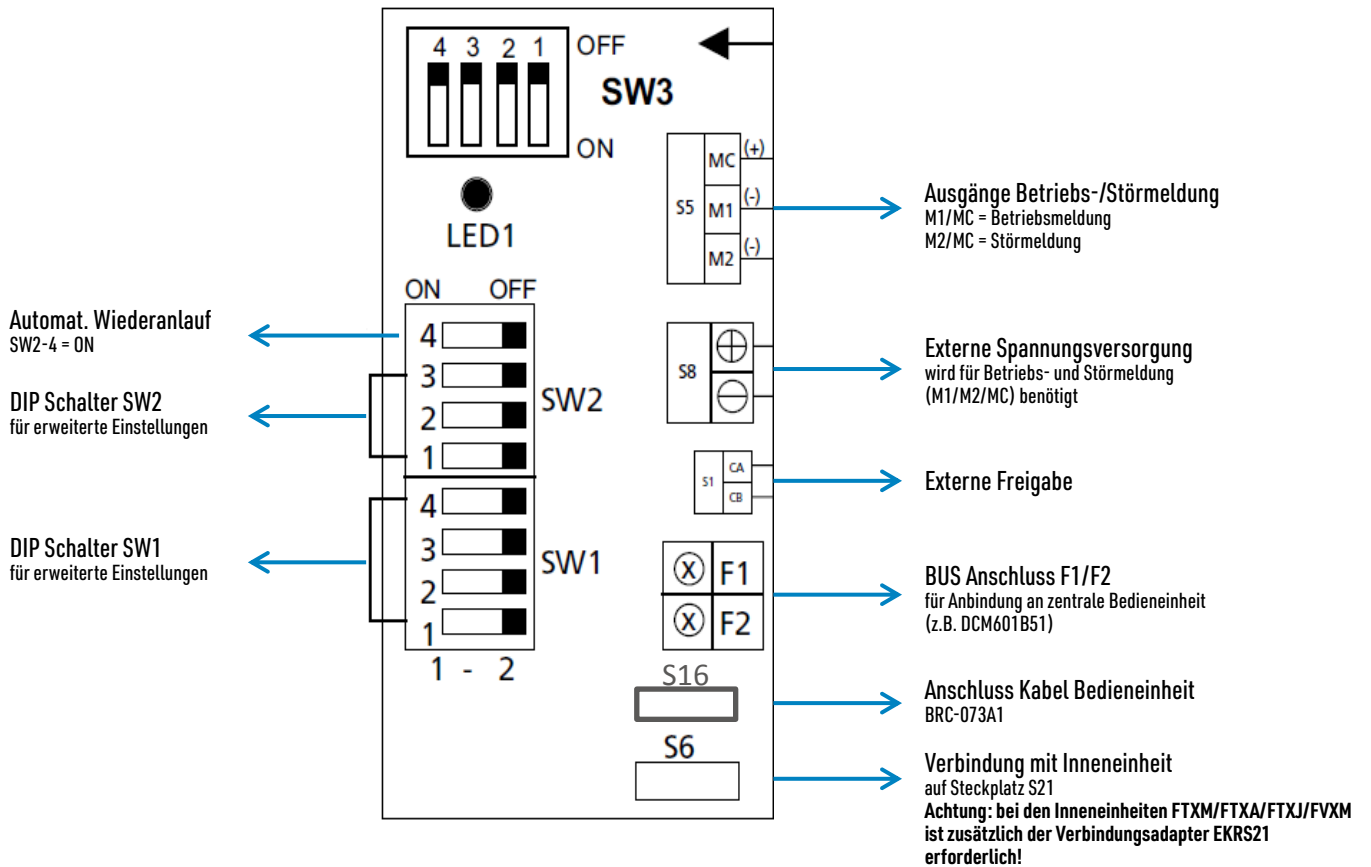 4 3 2 1 OFF
SW3
ON
LED1
MC (+)
S5 M1 (-)
M2 (-)
Ausgänge Betriebs-/Störmeldung
M1/MC = Betriebsmeldung
M2/MC = Störmeldung
ON OFF
4
3
2
1
SW2
4
3
2
1
SW1
1 - 2
Automat. Wiederanlauf
SW2-4 = ON
DIP Schalter SW2
für erweiterte Einstellungen
DIP Schalter SW1
für erweiterte Einstellungen
S8
+
-
Externe Spannungsversorgung
wird für Betriebs- und Störmeldung
(M1/M2/MC) benötigt
S1 CA
CB
Externe Freigabe
X F1
X F2
BUS Anschluss F1/F2
für Anbindung an zentrale Bedieneinheit
(z.B. DCM601B51)
S16
Anschluss Kabel Bedieneinheit
BRC-073A1
S6
Verbindung mit Inneneinheit
auf Steckplatz S21
Achtung: bei den Inneneinheiten FTXM/FTXA/FTXJ/FVXM
ist zusätzlich der Verbindungsadapter EKRS21
erforderlich!